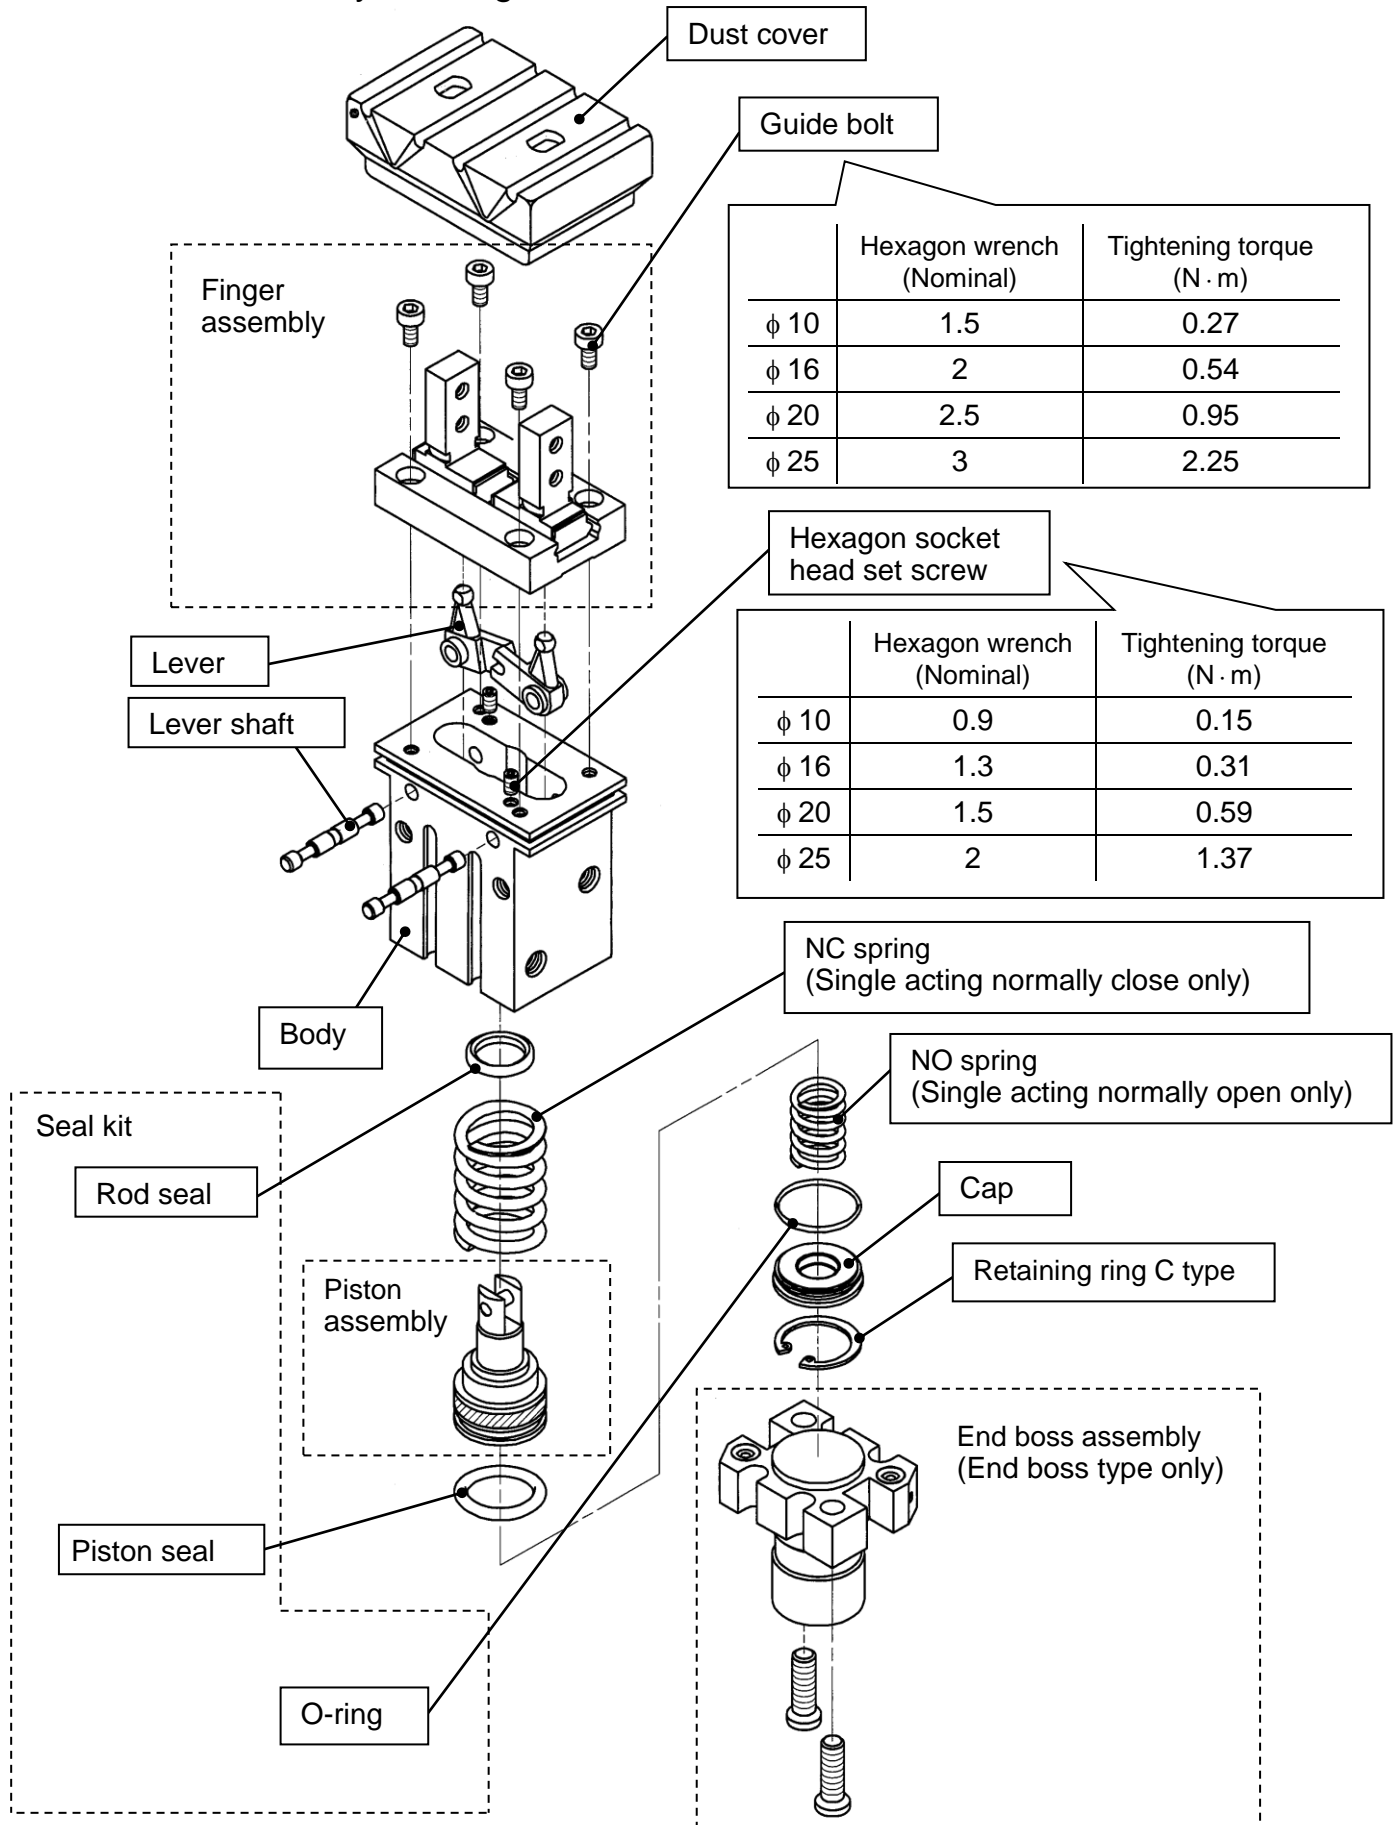 Dust cover
Guide bolt
Hexagon wrench
(Nominal)
Tightening torque
(N · m)
ϕ 10 1.5 0.27
ϕ 16 2 0.54
ϕ 20 2.5 0.95
ϕ 25 3 2.25
Finger
assembly
Hexagon socket
head set screw
Hexagon wrench
(Nominal)
Tightening torque
(N · m)
ϕ 10 0.9 0.15
ϕ 16 1.3 0.31
ϕ 20 1.5 0.59
ϕ 25 2 1.37
Lever
Lever shaft
Body
NC spring
(Single acting normally close only)
NO spring
(Single acting normally open only)
Seal kit
Rod seal
Cap
Retaining ring C type
Piston
assembly
End boss assembly
(End boss type only)
Piston seal
O-ring